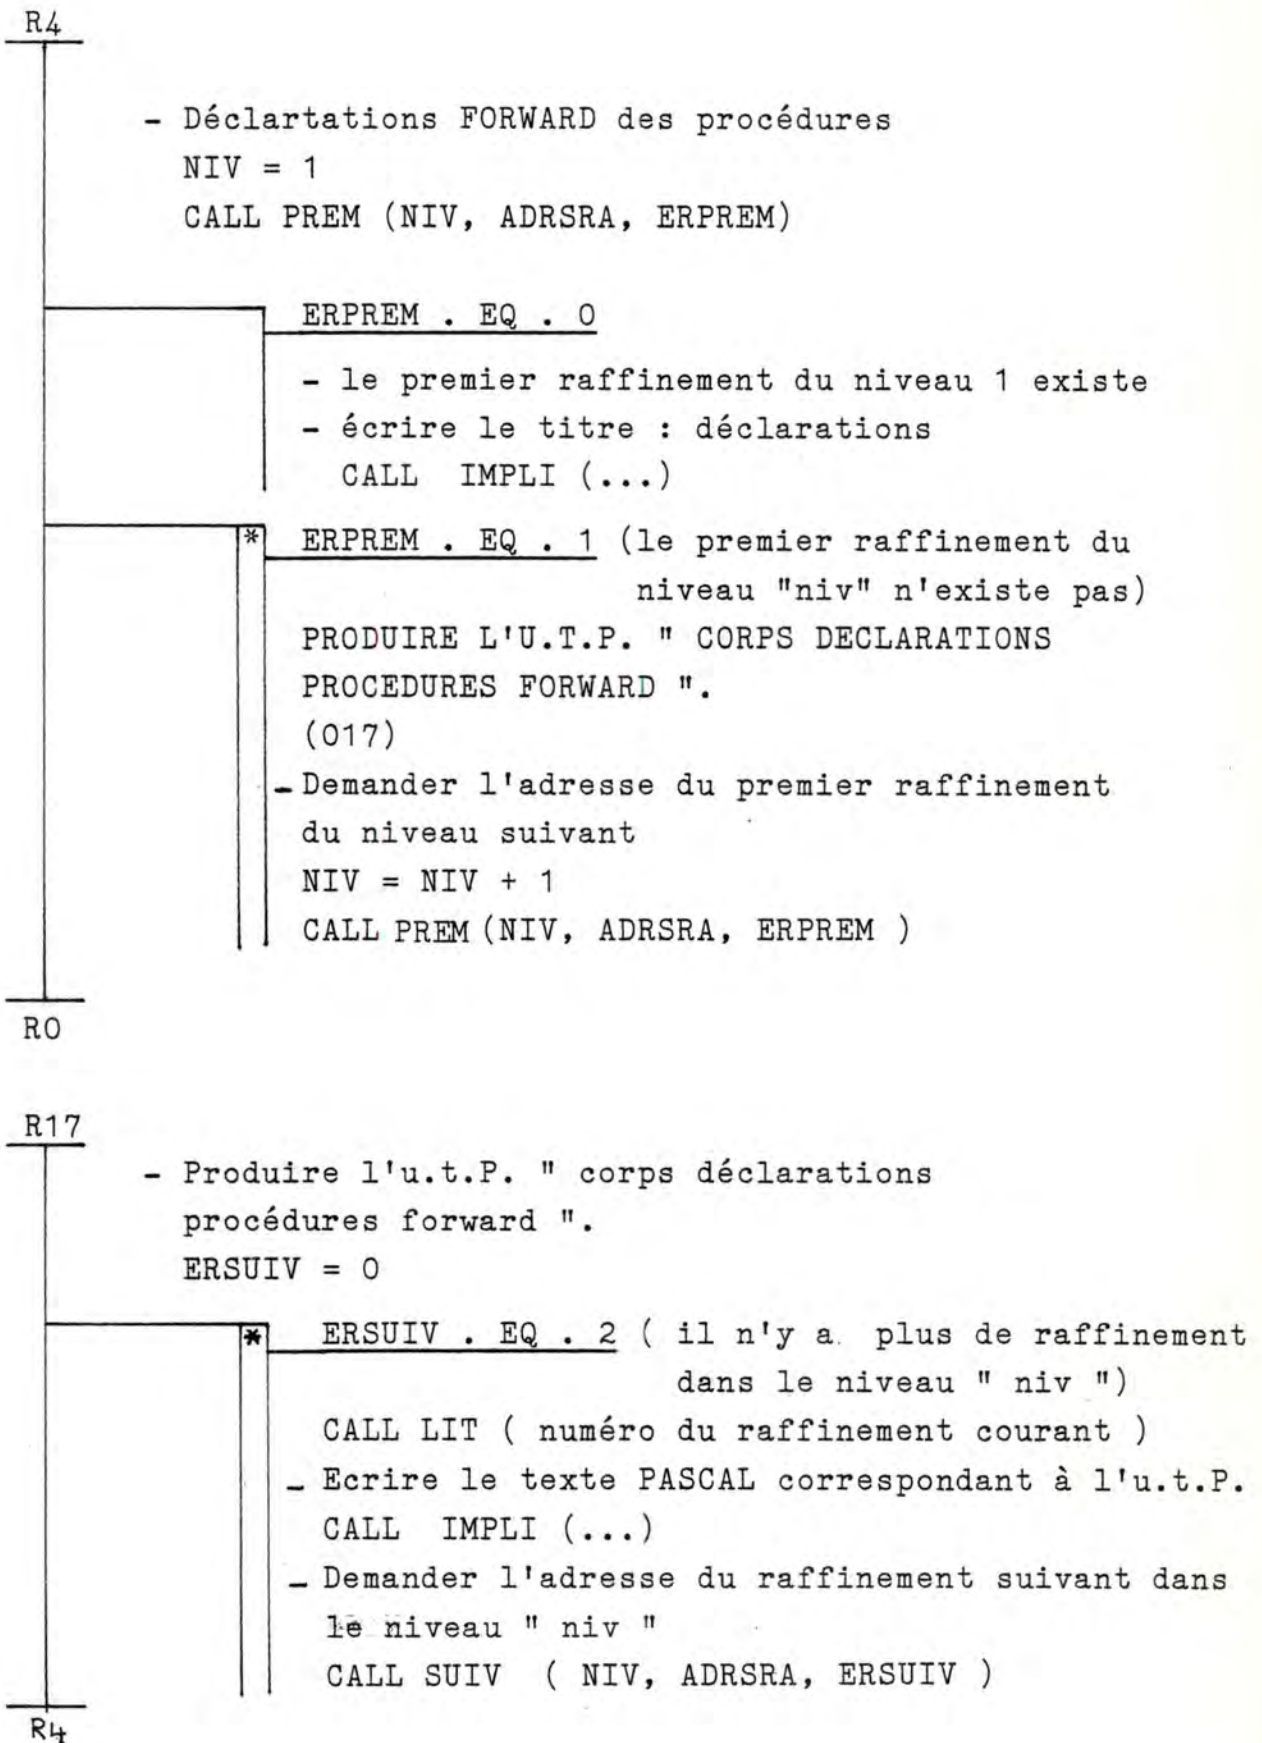 R4
- Déclartations FORWARD des procédures
NIV = 1
CALL PREM (NIV, ADRSRA, ERPREM)
ERPREM . EQ . 0
- le premier raffinement du niveau 1 existe
- écrire le titre : déclarations
CALL IMPLI (...)
* ERPREM . EQ . 1 (le premier raffinement du
niveau "niv" n'existe pas)
PRODUIRE L'U.T.P. " CORPS DECLARATIONS
PROCEDURES FORWARD ".
(017)
- Demander l'adresse du premier raffinement
du niveau suivant
NIV = NIV + 1
CALL PREM (NIV, ADRSRA, ERPREM )
R0
R17
- Produire l'u.t.P. " corps déclarations
procédures forward ".
ERSUIV = 0
* ERSUIV . EQ . 2 ( il n'y a plus de raffinement
dans le niveau " niv ")
CALL LIT ( numéro du raffinement courant )
- Ecrire le texte PASCAL correspondant à l'u.t.P.
CALL IMPLI (...)
- Demander l'adresse du raffinement suivant dans
le niveau " niv "
CALL SUIV ( NIV, ADRSRA, ERSUIV )
R4